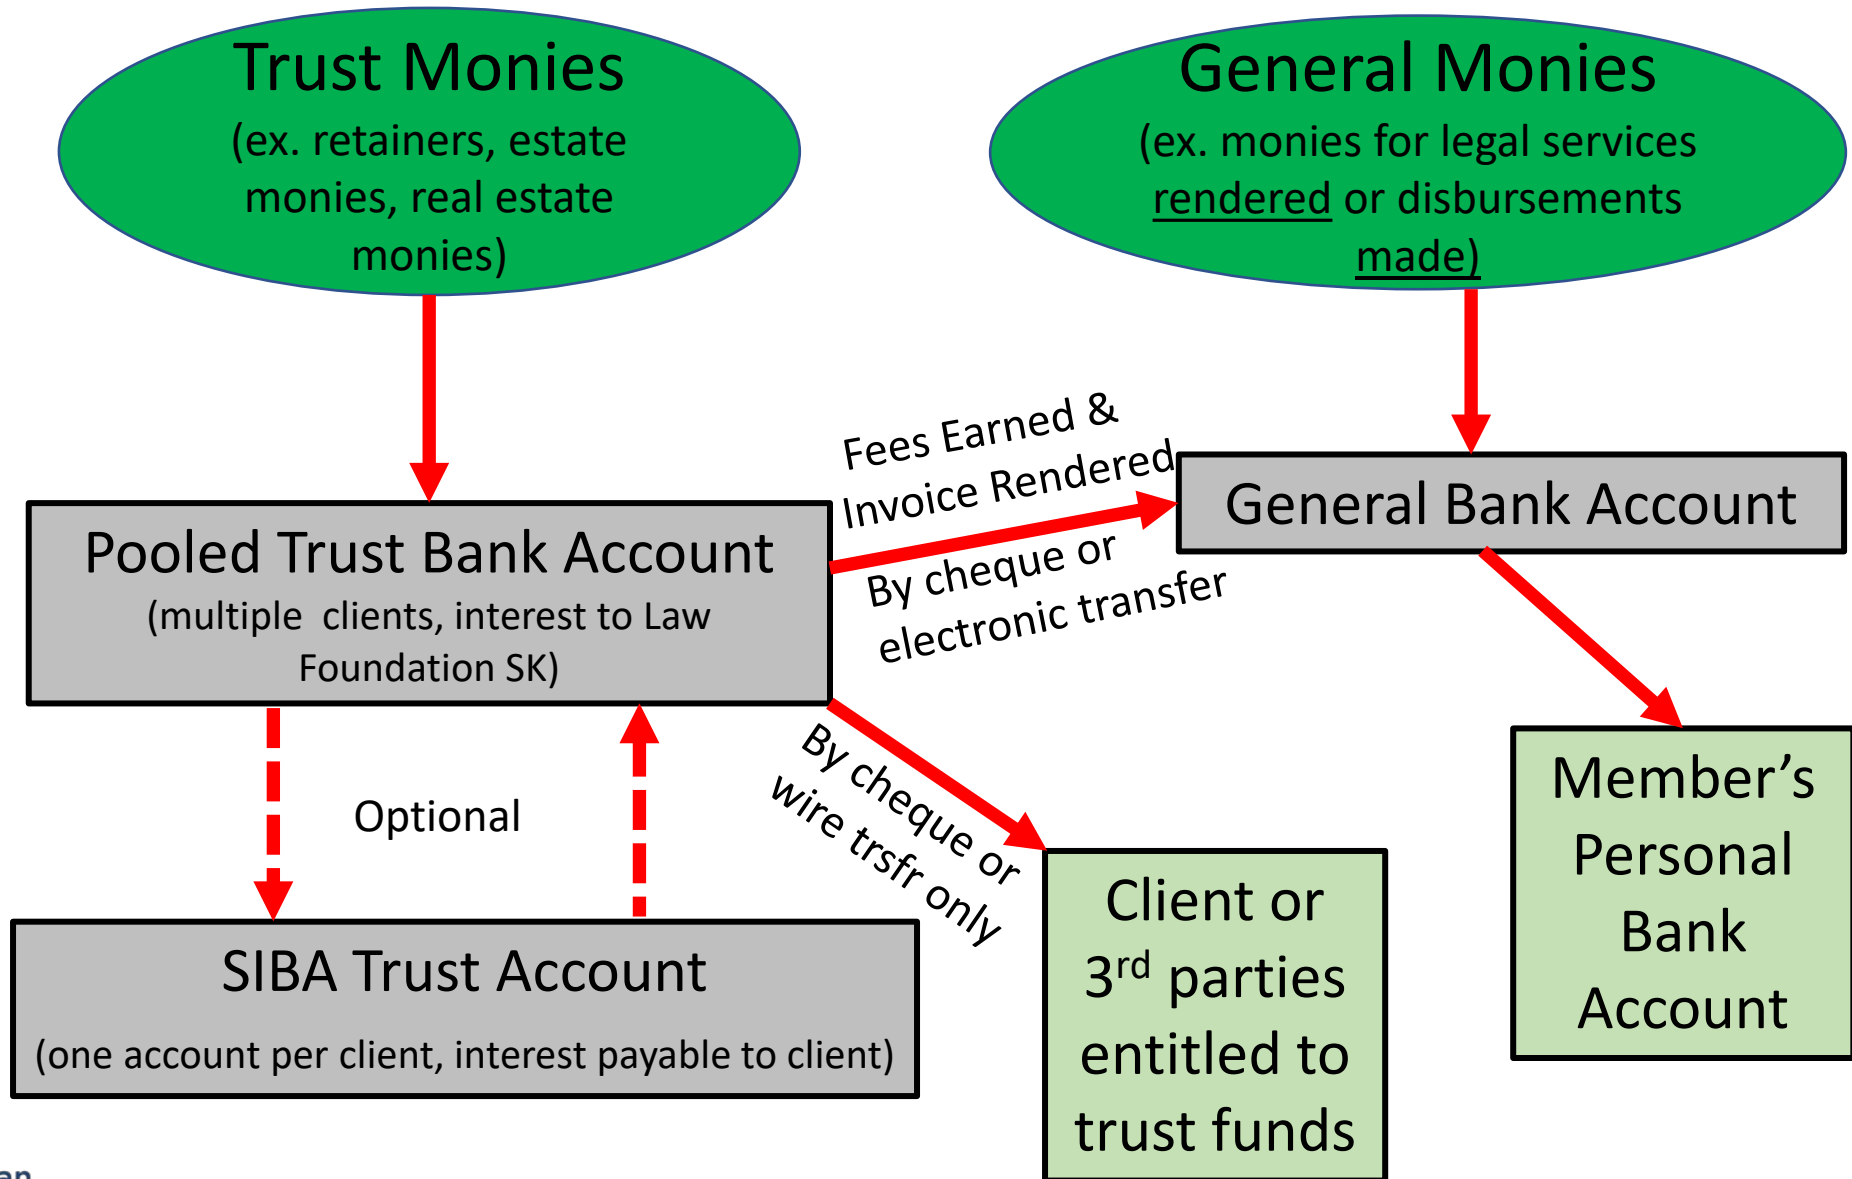 Trust Monies
(ex. retainers, estate
monies, real estate
monies)
General Monies
(ex. monies for legal services
rendered or disbursements
made)
Fees Earned &
Invoice Rendered
By cheque or
electronic transfer
General Bank Account
Pooled Trust Bank Account
(multiple clients, interest to Law
Foundation SK)
By cheque or
wire trsfr only
Optional
SIBA Trust Account
(one account per client, interest payable to client)
Client or
3rd parties
entitled to
trust funds
Member’s
Personal
Bank
Account